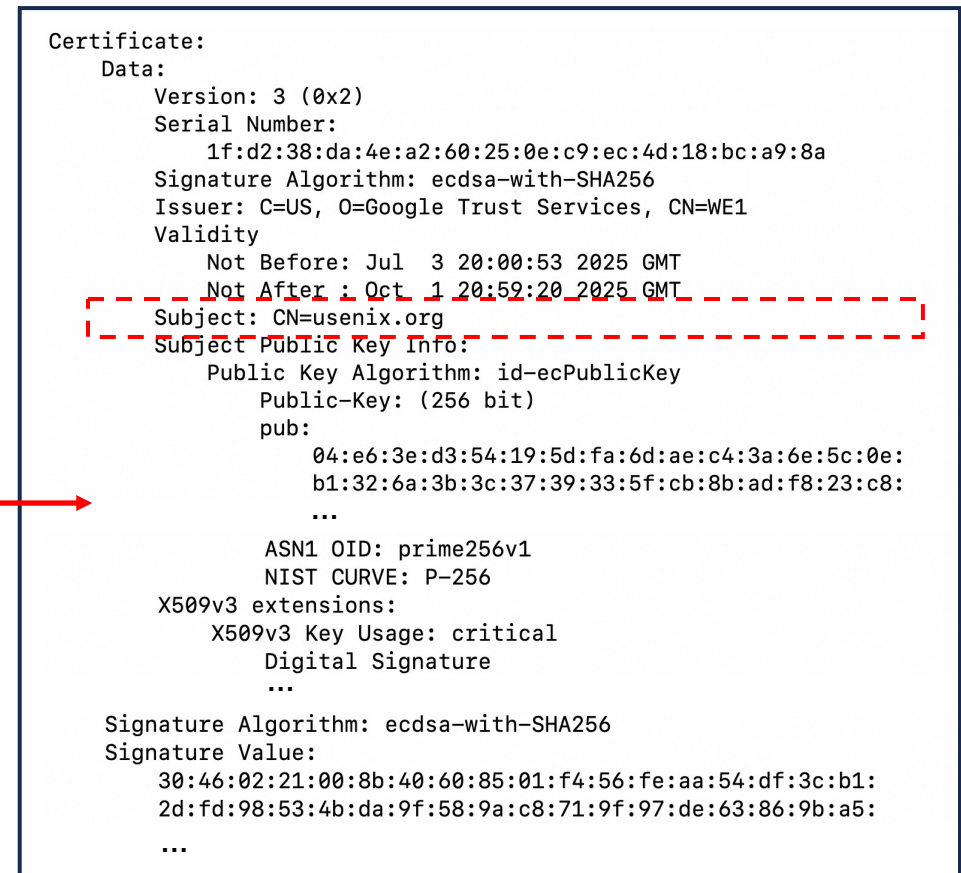 Certificate:
Data:
Version: 3 (0x2)
Serial Number:
1f:d2:38:da:4e:a2:60:25:0e:c9:ec:4d:18:bc:a9:8a
Signature Algorithm: ecdsa-with-SHA256
Issuer: C=US, O=Google Trust Services, CN=WE1
Validity
Not Before: Jul  3 20:00:53 2025 GMT
Not After : Oct  1 20:59:20 2025 GMT
Subject: CN=usenix.org
Subject Public Key Info:
Public Key Algorithm: id-ecPublicKey
Public-Key: (256 bit)
pub:
04:e6:3e:d3:54:19:5d:fa:6d:ae:c4:3a:6e:5c:0e:
b1:32:6a:3b:3c:37:39:33:5f:cb:8b:ad:f8:23:c8:
...
ASN1 OID: prime256v1
NIST CURVE: P-256
X509v3 extensions:
X509v3 Key Usage: critical
Digital Signature
...
Signature Algorithm: ecdsa-with-SHA256
Signature Value:
30:46:02:21:00:8b:40:60:85:01:f4:56:fe:aa:54:df:3c:b1:
2d:fd:98:53:4b:da:9f:58:9a:c8:71:9f:97:de:63:86:9b:a5:
...